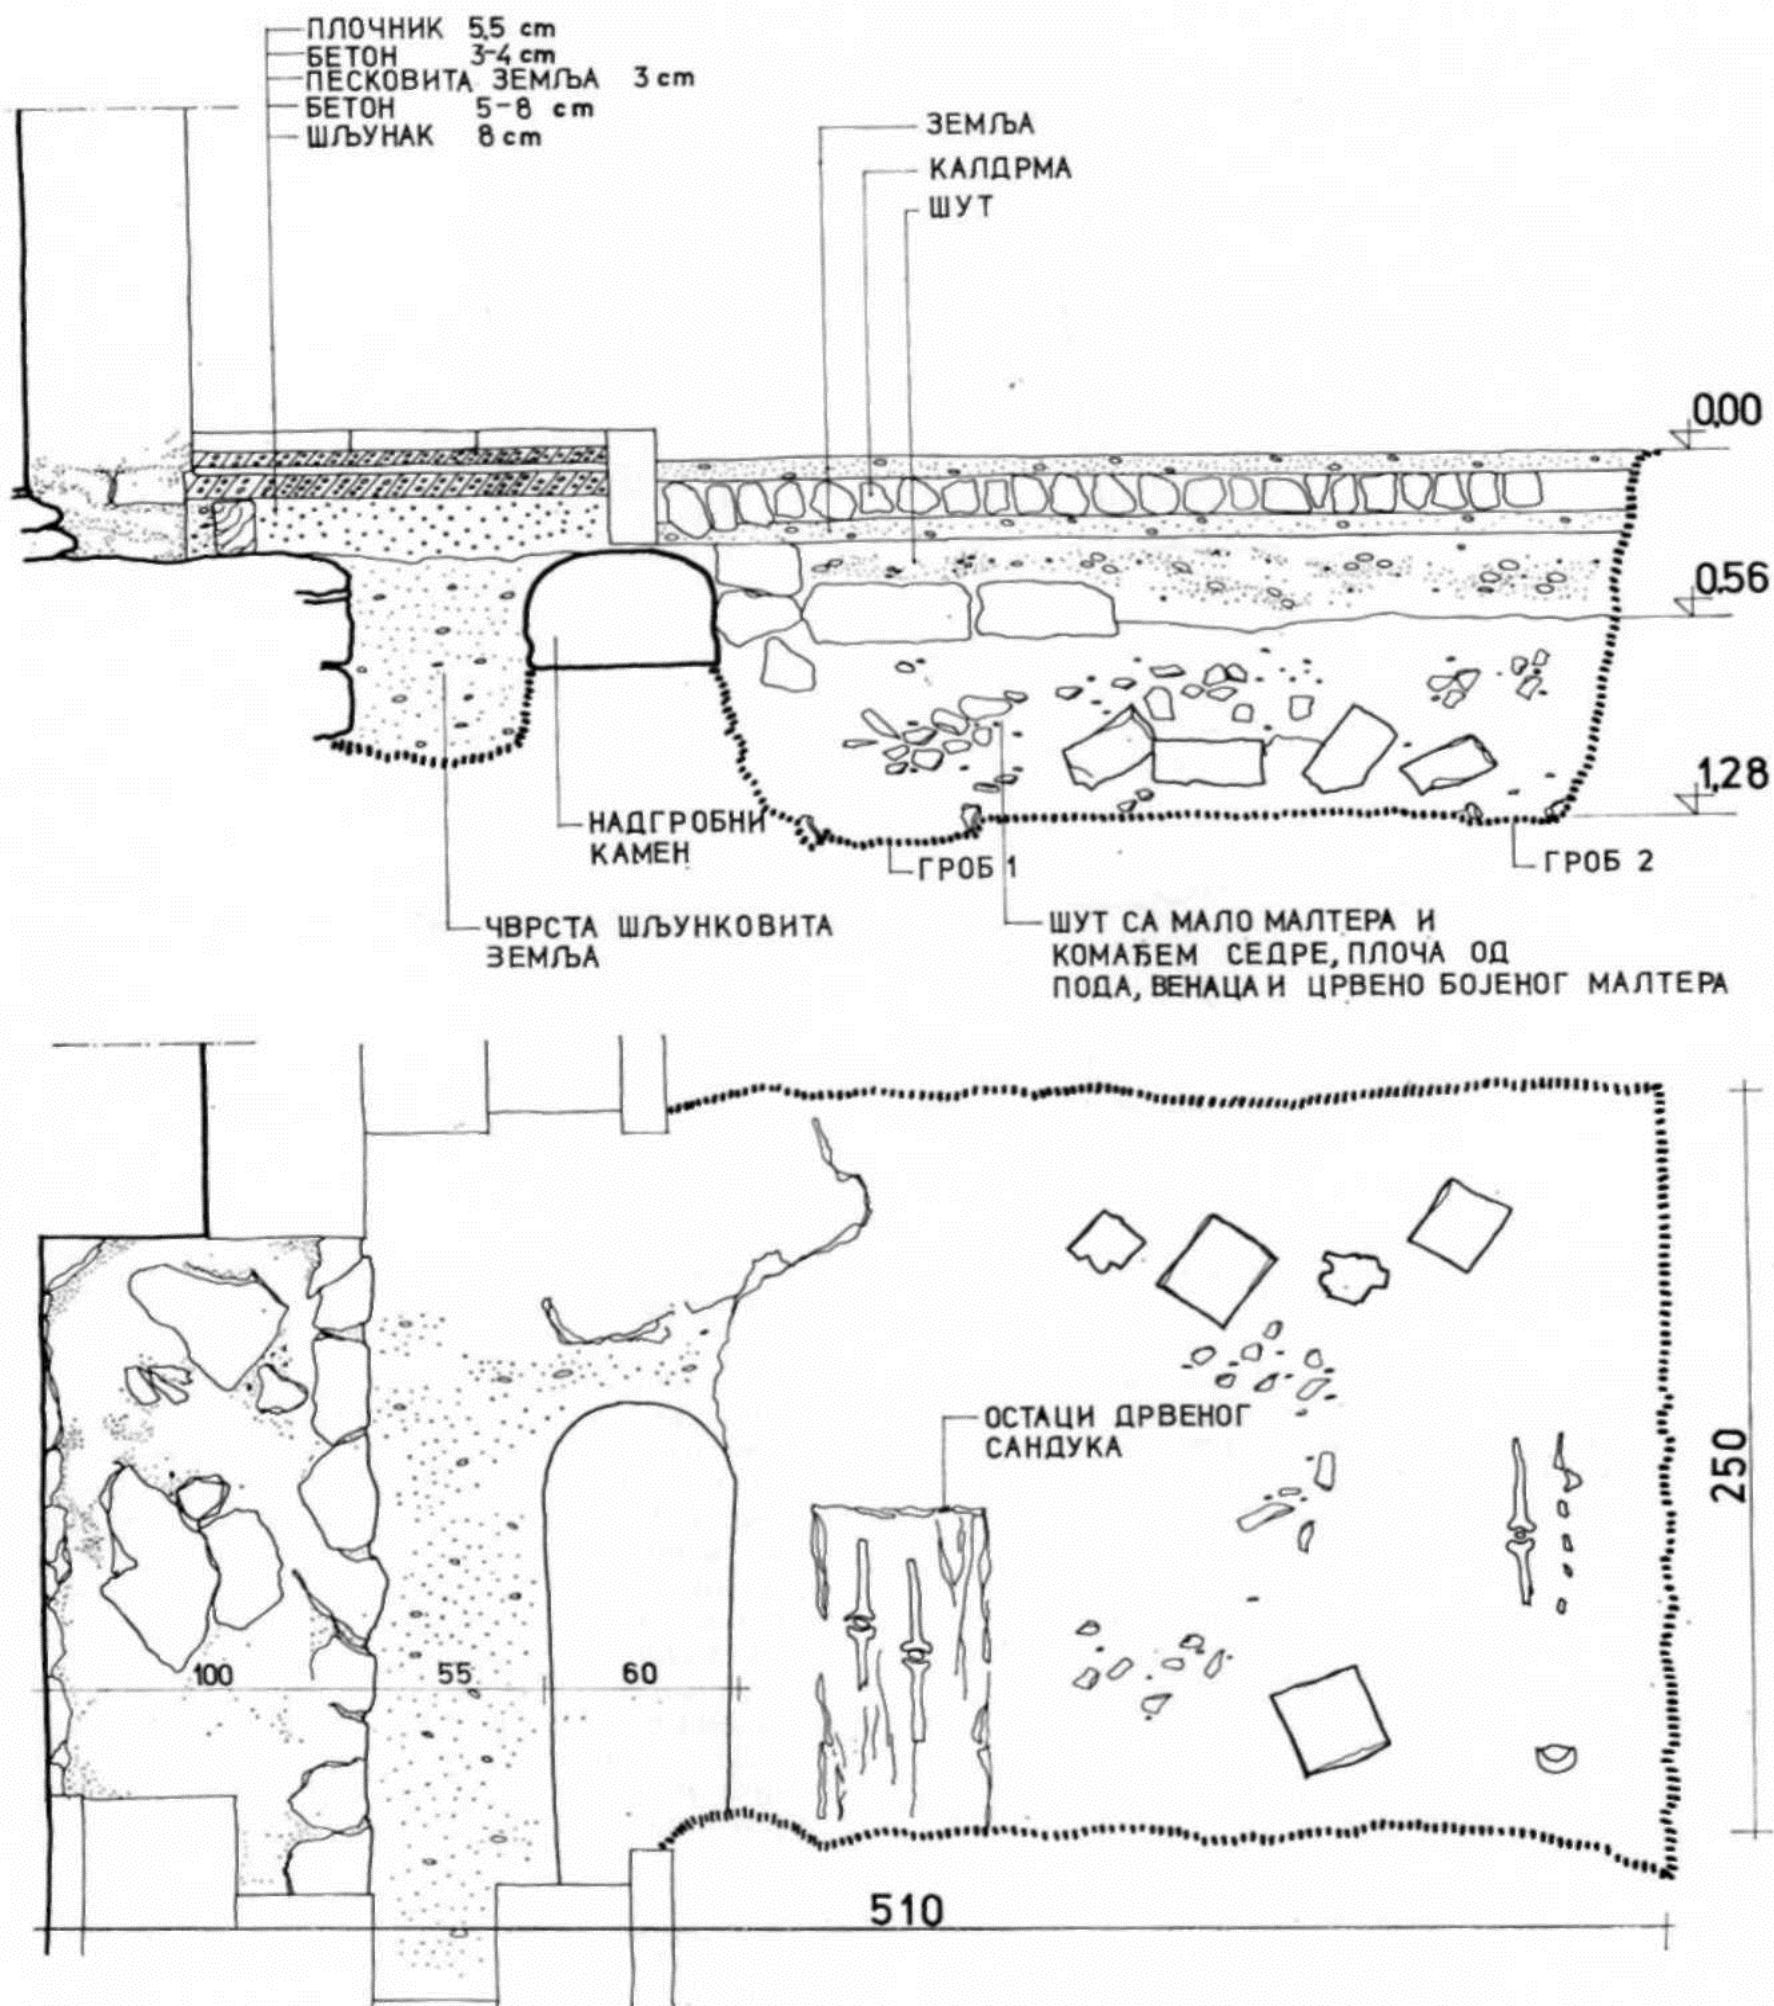 ПЛОЧНИК 5,5 cm
БЕТОН 3-4 cm
ПЕСКОВИТА ЗЕМЉА 3 cm
БЕТОН 5-8 cm
ШЉУНАК 8 cm
ЗЕМЉА
КАЛДРМА
ШУТ
0,00
0,56
1,28
НАДГРОБНИ
КАМЕН
ГРОБ 1
ГРОБ 2
ЧВРСТА ШЉУНКОВИТА
ЗЕМЉА
ШУТ СА МАЛО МАЛТЕРА И
КОМАЂЕМ СЕДРЕ, ПЛОЧА ОД
ПОДА, ВЕНАЦА И ЦРВЕНО БОЈЕНОГ МАЛТЕРА
ОСТАЦИ ДРВЕНОГ
САНДУКА
250
100 55 60
510